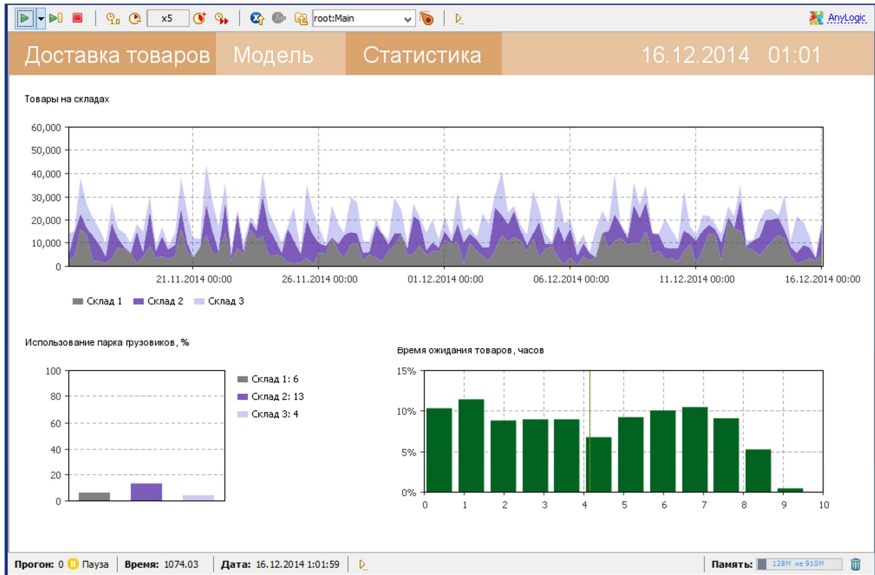 x5 root:Main AnyLogic
Доставка товаров Модель Статистика 16.12.2014 01:01
Товары на складах
60,000
50,000
40,000
30,000
20,000
10,000
0
21.11.2014 00:00 26.11.2014 00:00 01.12.2014 00:00 06.12.2014 00:00 11.12.2014 00:00 16.12.2014 00:00
Склад 1 Склад 2 Склад 3
Использование парка грузовиков, %
100
80
60
40
20
0
Склад 1: 6
Склад 2: 13
Склад 3: 4
Время ожидания товаров, часов
15%
10%
5%
0%
0 1 2 3 4 5 6 7 8 9 10
Прогон: 0 Пауза Время: 1074.03 Дата: 16.12.2014 1:01:59 Память: 128M из 910M